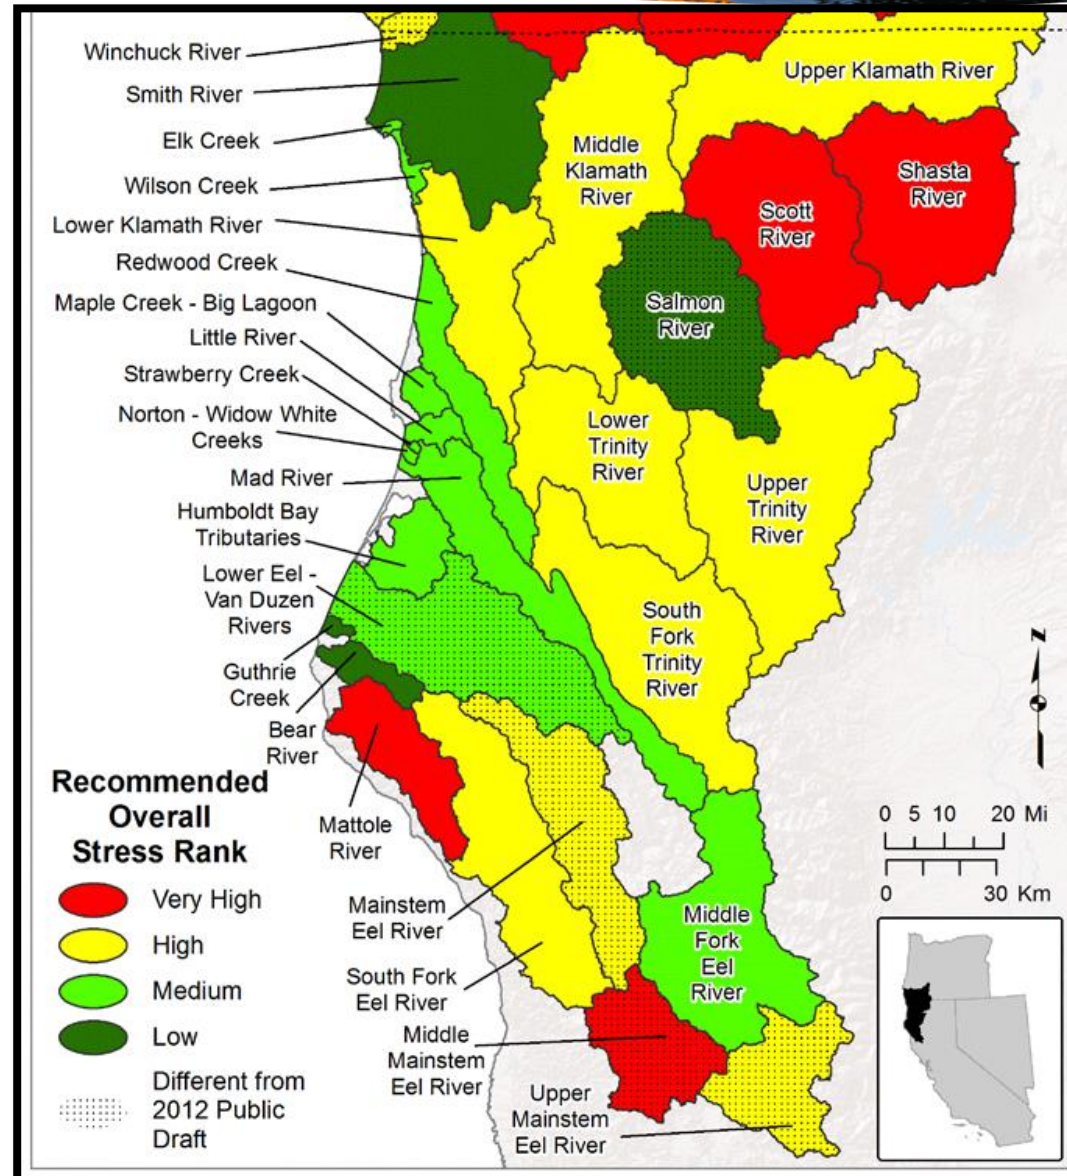 Winchuck River
Smith River
Elk Creek
Wilson Creek
Lower Klamath River
Redwood Creek
Maple Creek - Big Lagoon
Little River
Strawberry Creek
Norton - Widow White
Creeks
Mad River
Humboldt Bay
Tributaries
Lower Eel -
Van Duzen
Rivers
Guthrie
Creek
Bear
River
Mattole
River
Mainstem
Eel River
South Fork
Eel River
Middle
Mainstem
Eel River
Upper
Mainstem
Eel River
Upper Klamath River
Middle
Klamath
River
Shasta
River
Scott
River
Salmon
River
Lower
Trinity
River
Upper
Trinity
River
South
Fork
Trinity
River
Middle
Fork
Eel
River
Recommended
Overall
Stress Rank
Very High
High
Medium
Low
Different from
2012 Public
Draft
N
0 5 10 20 Mi
0 30 Km